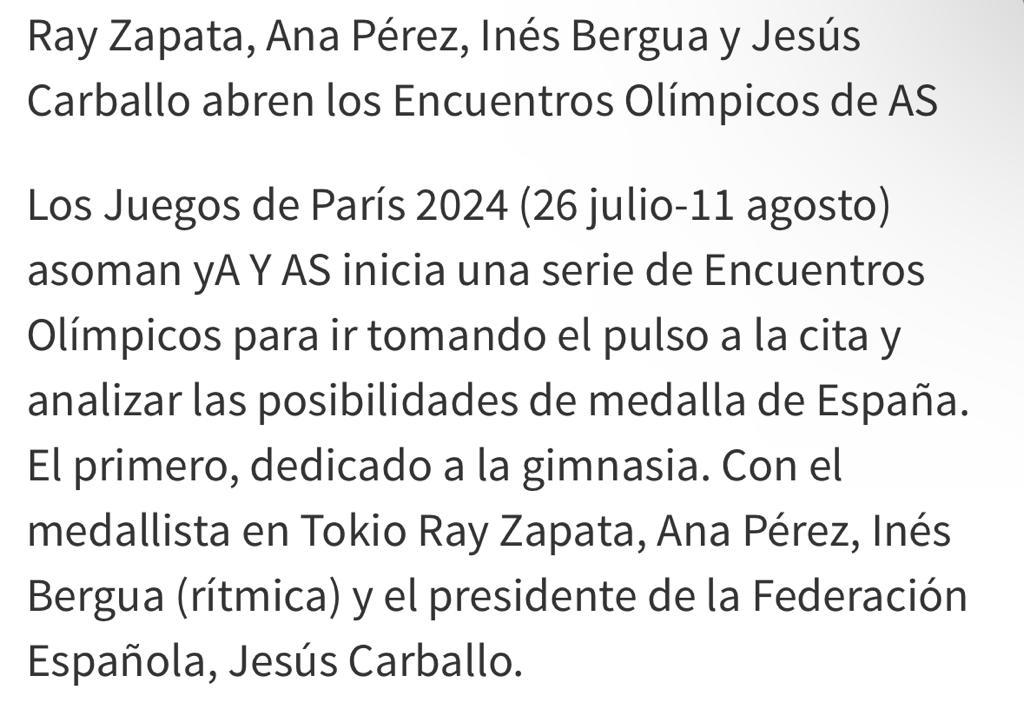 Ray Zapata, Ana Pérez, Inés Bergua y Jesús
Carballo abren los Encuentros Olímpicos de AS
Los Juegos de París 2024 (26 julio-11 agosto)
asoman yA Y AS inicia una serie de Encuentros
Olímpicos para ir tomando el pulso a la cita y
analizar las posibilidades de medalla de España.
El primero, dedicado a la gimnasia. Con el
medallista en Tokio Ray Zapata, Ana Pérez, Inés
Bergua (rítmica) y el presidente de la Federación
Española, Jesús Carballo.